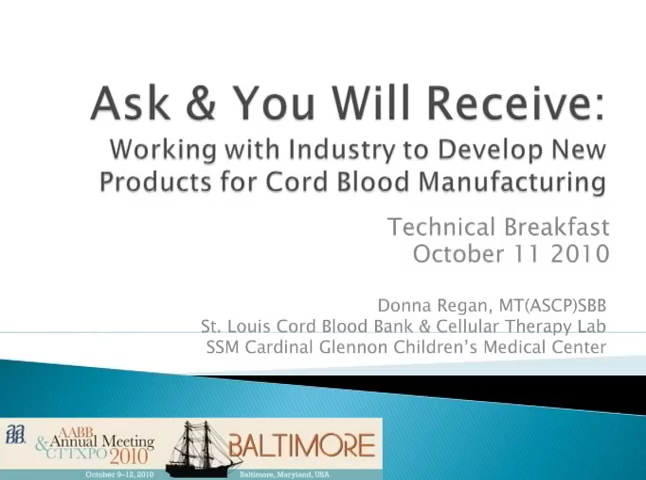 Ask & You Will Receive:
Working with Industry to Develop New
Products for Cord Blood Manufacturing
Technical Breakfast
October 11 2010
Donna Regan, MT(ASCP)SBB
St. Louis Cord Blood Bank & Cellular Therapy Lab
SSM Cardinal Glennon Children's Medical Center
aa
BB.
AABB
& Annual Meeting
CTTXPO 2010
October 9–12, 2010
BALTIMORE
Baltimore, Maryland, USA